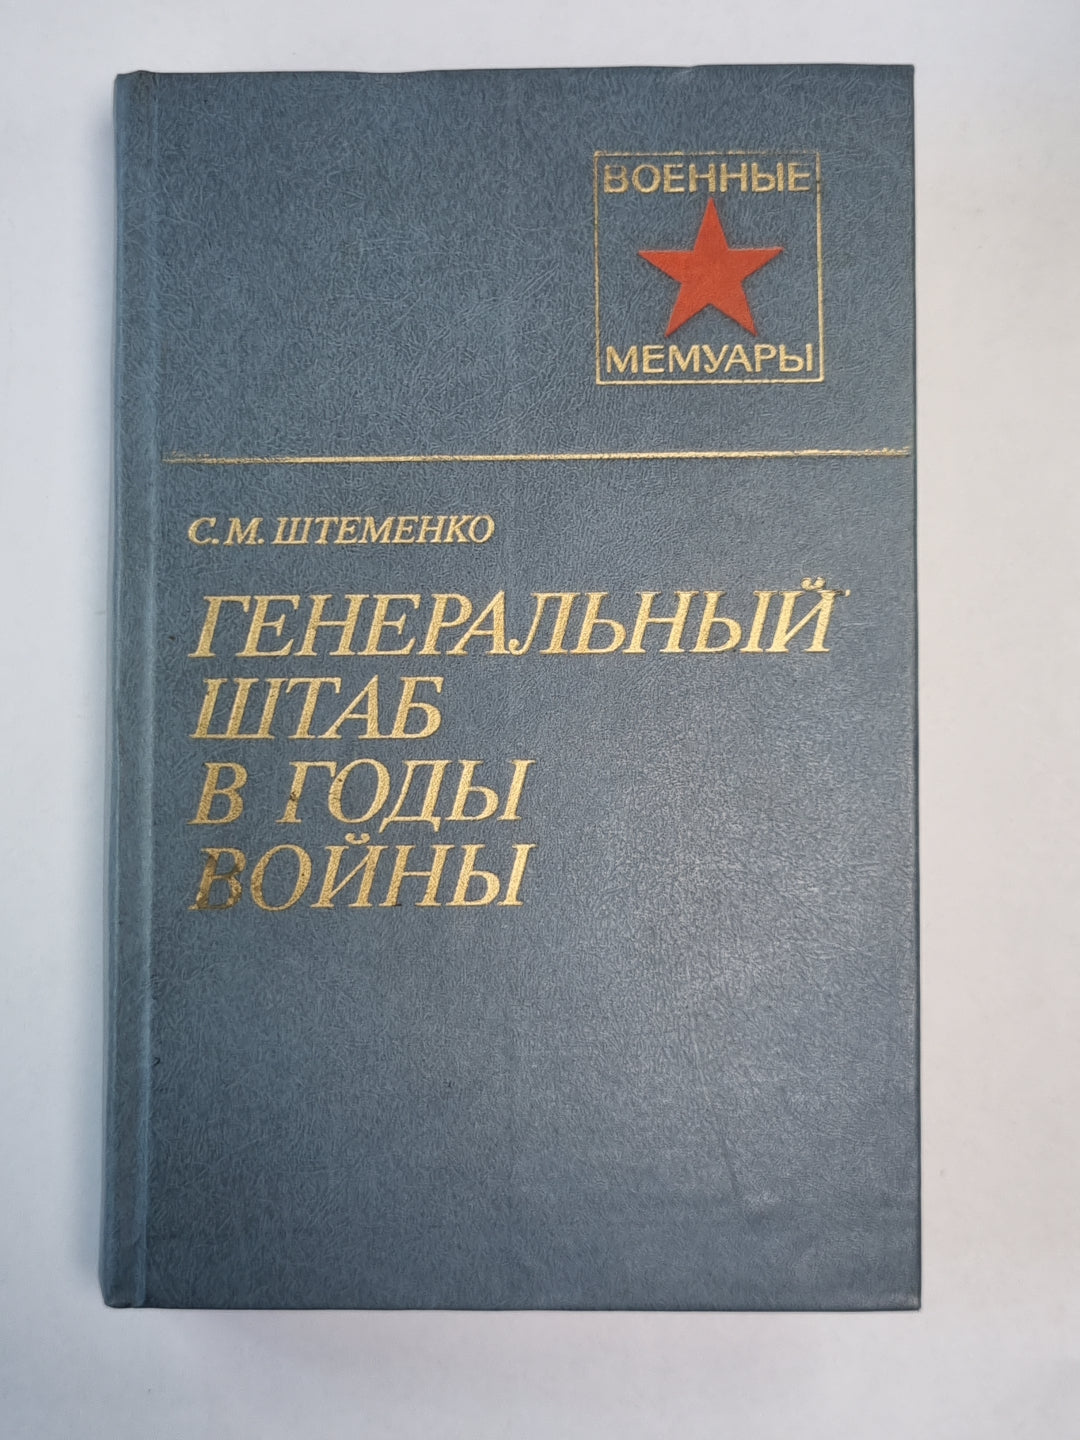 ВОЕННЫЕ
МЕМУАРЫ
С. М. ШТЕМЕНКО
ГЕНЕРАЛЬНЫЙ
ШТАБ
В ГОДЫ
ВОЙНЫ